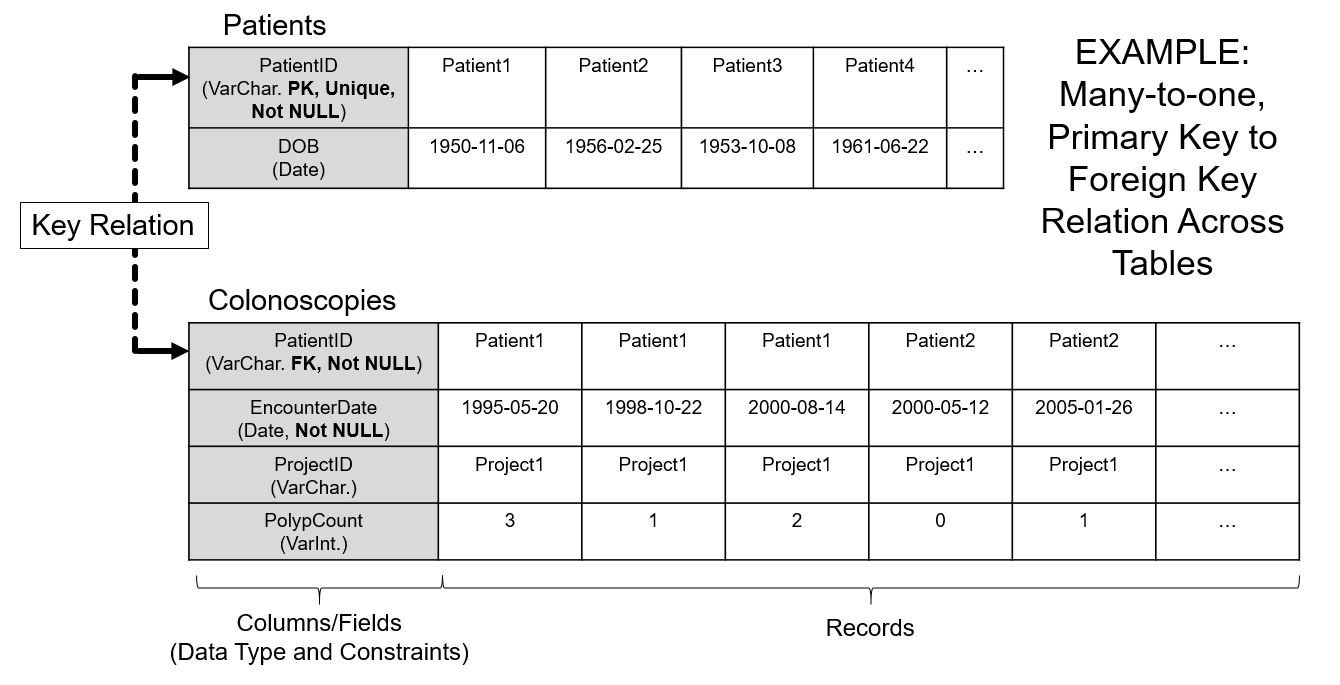 Patients
PatientID
(VarChar. PK, Unique,
Not NULL)
Patient1 Patient2 Patient3 Patient4 …
DOB
(Date)
1950-11-06 1956-02-25 1953-10-08 1961-06-22 …
EXAMPLE:
Many-to-one,
Primary Key to
Foreign Key
Relation Across
Tables
Key Relation
Colonoscopies
PatientID
(VarChar. FK, Not NULL)
Patient1 Patient1 Patient1 Patient2 Patient2 …
EncounterDate
(Date, Not NULL)
1995-05-20 1998-10-22 2000-08-14 2000-05-12 2005-01-26 …
ProjectID
(VarChar.)
Project1 Project1 Project1 Project1 Project1 …
PolypCount
(VarInt.)
3 1 2 0 1 …
Columns/Fields
(Data Type and Constraints)
Records